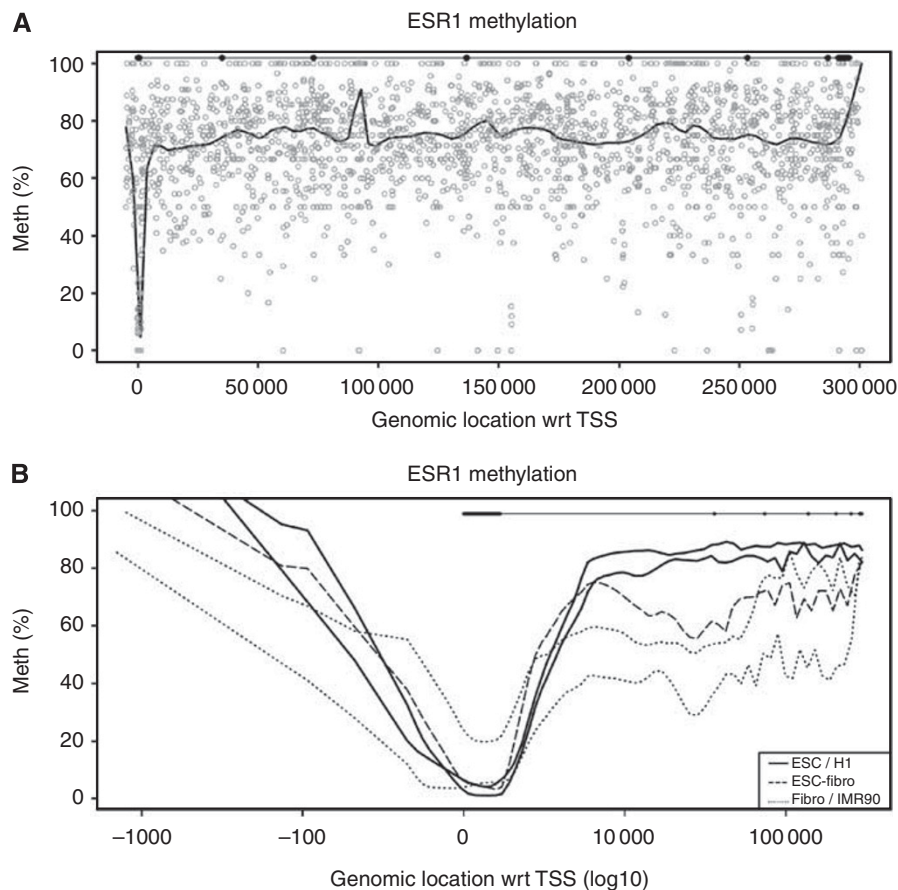 A
ESR1 methylation
Meth (%)
100
80
60
40
20
0
0
50 000
100 000
150 000
200 000
250 000
300 000
Genomic location wrt TSS
B
ESR1 methylation
Meth (%)
100
80
60
40
20
0
ESC / H1
ESC-fibro
Fibro / IMR90
−1000
−100
0
10 000
100 000
Genomic location wrt TSS (log10)